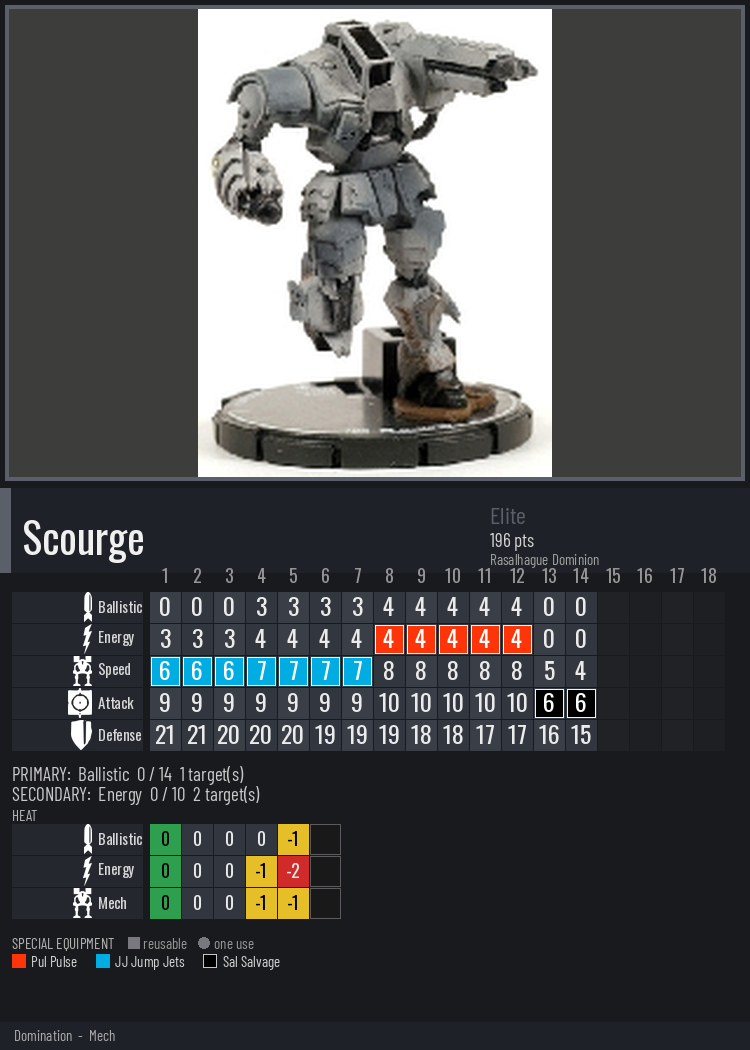 Scourge
Elite
196 pts
Rasalhague Dominion
1 2 3 4 5 6 7 8 9 10 11 12 13 14 15 16 17 18
Ballistic 0 0 0 3 3 3 3 4 4 4 4 4 0 0
Energy 3 3 3 4 4 4 4 4 4 4 4 4 0 0
Speed 6 6 6 7 7 7 7 8 8 8 8 8 5 4
Attack 9 9 9 9 9 9 9 10 10 10 10 10 6 6
Defense 21 21 20 20 20 19 19 19 18 18 17 17 16 15
PRIMARY: Ballistic 0 / 14 1 target(s)
SECONDARY: Energy 0 / 10 2 target(s)
HEAT
Ballistic 0 0 0 0 -1
Energy 0 0 0 -1 -2
Mech 0 0 0 -1 -1
SPECIAL EQUIPMENT reusable one use
Pul Pulse JJ Jump Jets Sal Salvage
Domination - Mech